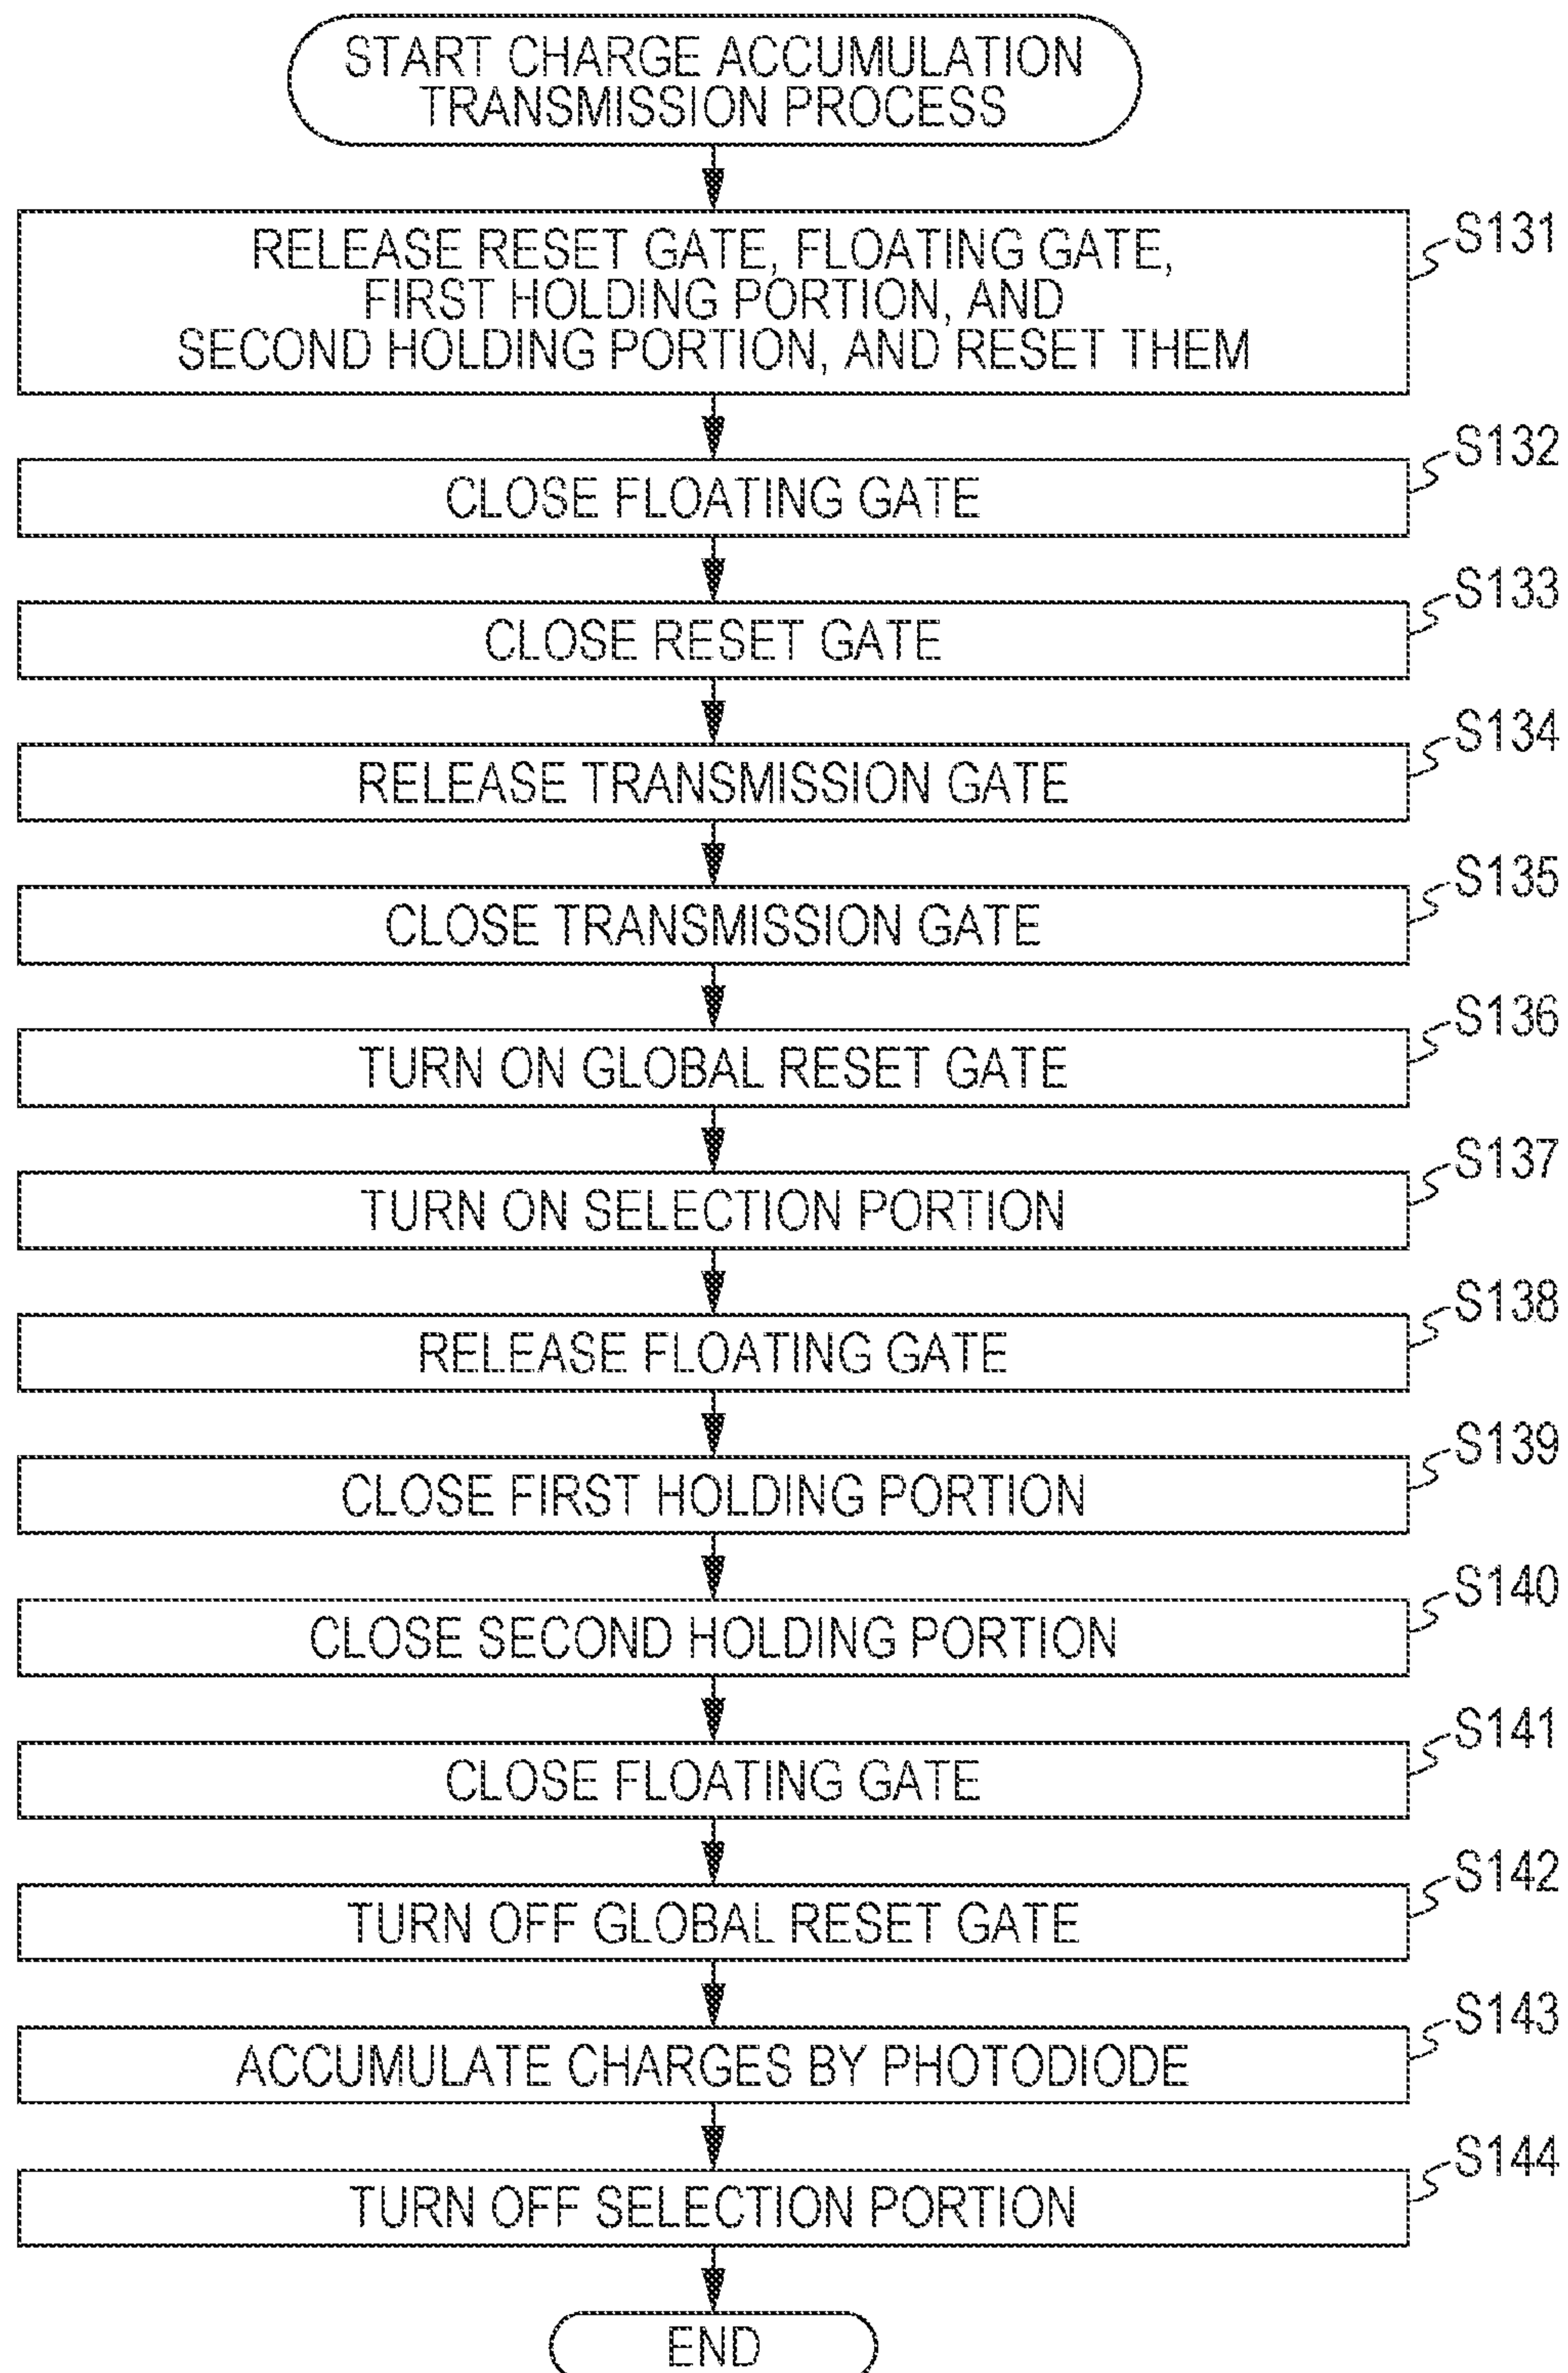 START CHARGE ACCUMULATION
TRANSMISSION PROCESS
S131
RELEASE RESET GATE, FLOATING GATE,
FIRST HOLDING PORTION, AND
SECOND HOLDING PORTION, AND RESET THEM
S132
CLOSE FLOATING GATE
S133
CLOSE RESET GATE
S134
RELEASE TRANSMISSION GATE
S135
CLOSE TRANSMISSION GATE
S136
TURN ON GLOBAL RESET GATE
S137
TURN ON SELECTION PORTION
S138
RELEASE FLOATING GATE
S139
CLOSE FIRST HOLDING PORTION
S140
CLOSE SECOND HOLDING PORTION
S141
CLOSE FLOATING GATE
S142
TURN OFF GLOBAL RESET GATE
S143
ACCUMULATE CHARGES BY PHOTODIODE
S144
TURN OFF SELECTION PORTION
END